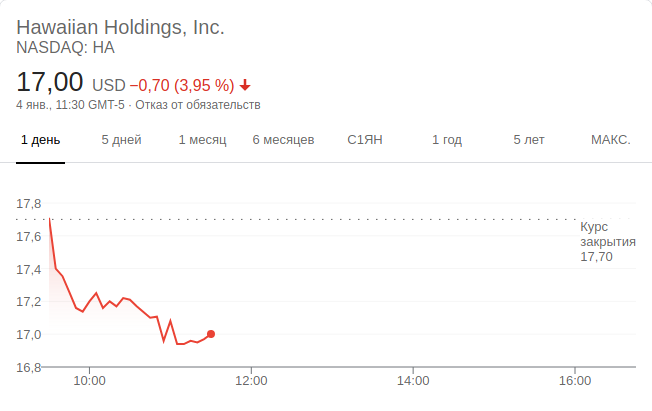 Hawaiian Holdings, Inc.
NASDAQ: HA
17,00 USD −0,70 (3,95 %)
4 янв., 11:30 GMT-5 · Отказ от обязательств
1 день 5 дней 1 месяц 6 месяцев С1ЯН 1 год 5 лет МАКС.
17,8
17,6
17,4
17,2
17,0
16,8
Курс
закрытия
17,70
10:00 12:00 14:00 16:00